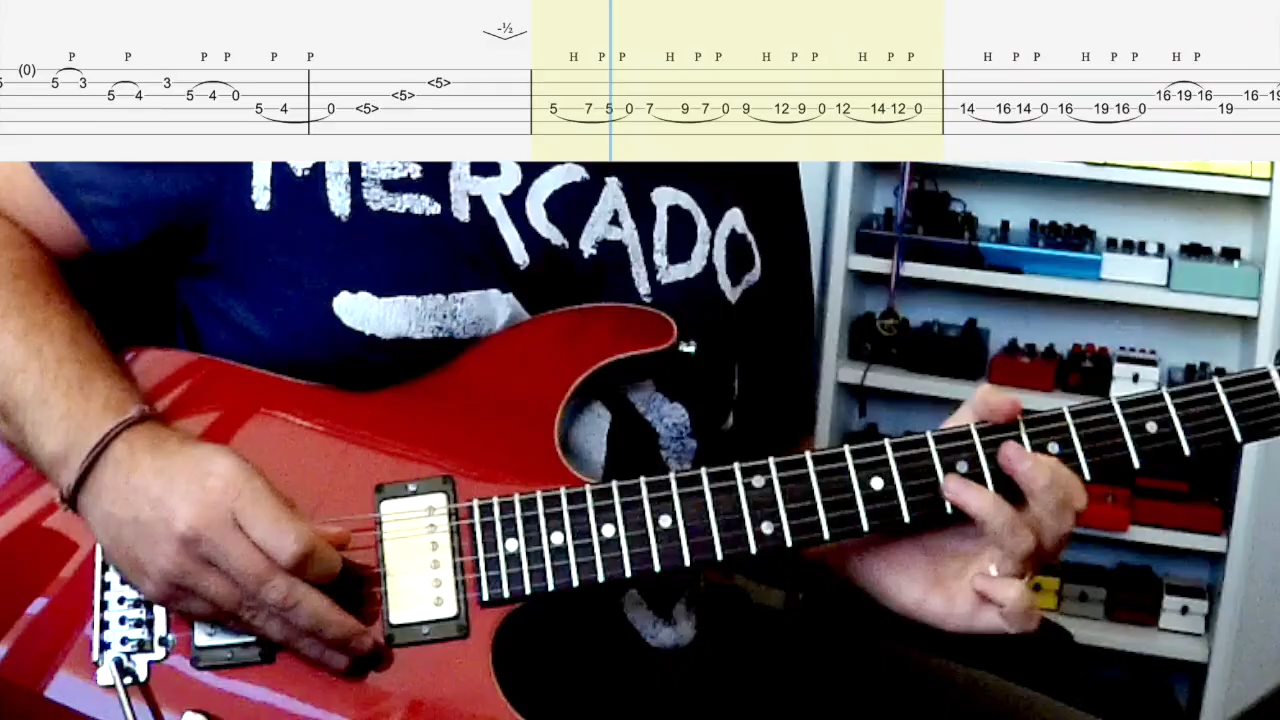 -½
P P P P P P H P P H P P H P P H P P H P P H P P H P
(0) 5 3
5 4 3 5 4 0 <5> <5> 16 19 16 16 19
5 4 0 <5> 5 7 5 0 7 9 7 0 9 12 9 0 12 14 12 0 14 16 14 0 16 19 16 0 19
MERCADO